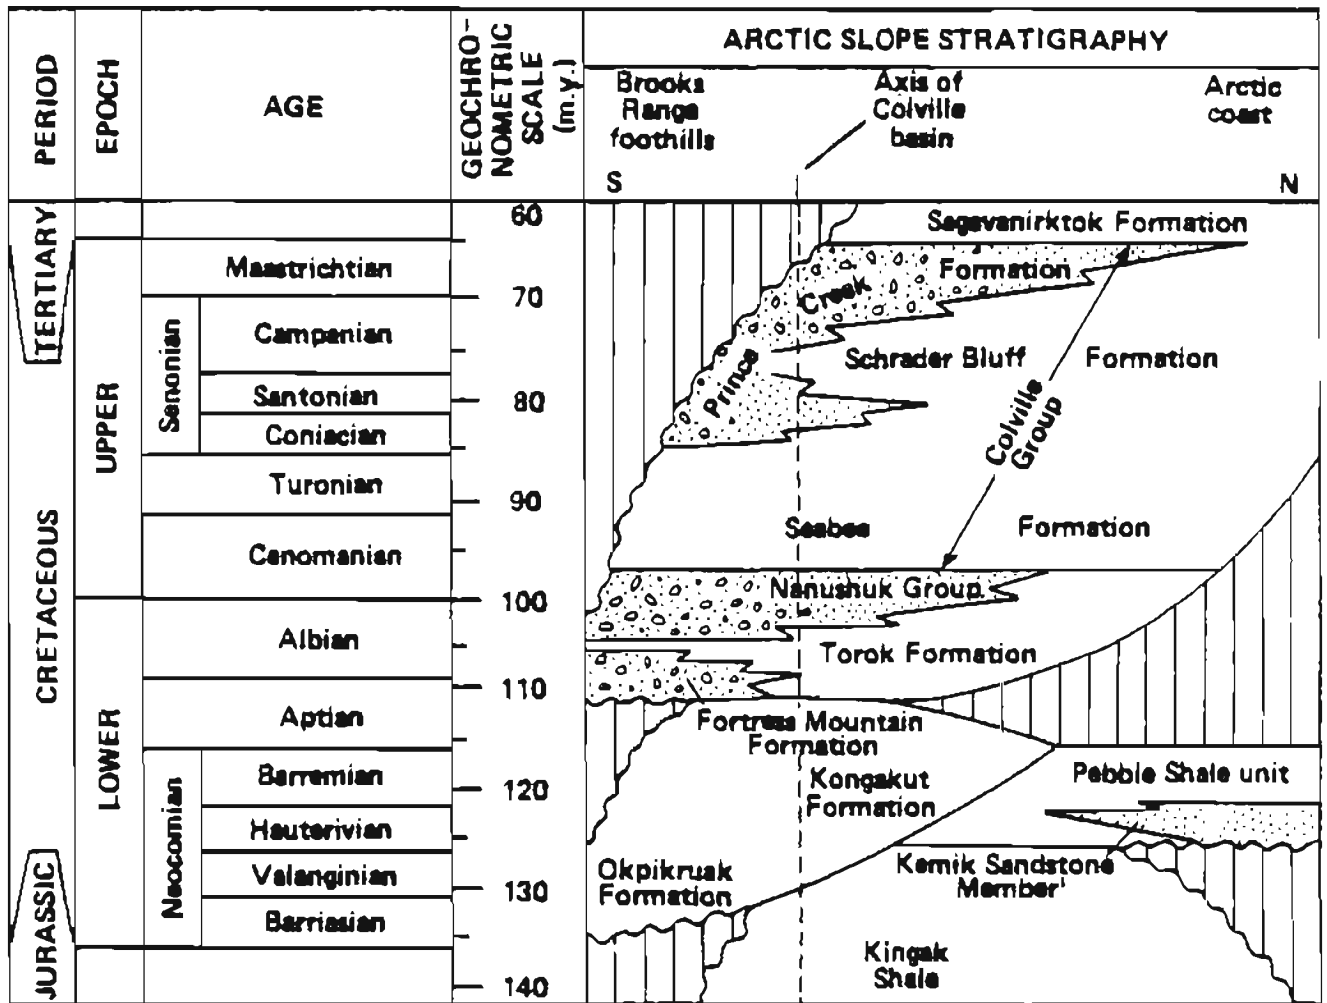 PERIOD
EPOCH
AGE
GEOCHRO-
NOMETRIC
SCALE
(m.y.)
ARCTIC SLOPE STRATIGRAPHY
Brooks
Range
foothills
Axis of
Colville
basin
Arctic
coast
S
N
TERTIARY
CRETACEOUS
JURASSIC
UPPER
LOWER
Senonian
Neocomian
Maastrichtian
Campanian
Santonian
Coniacian
Turonian
Cenomanian
Albian
Aptian
Barremian
Hauterivian
Valanginian
Barriasian
60
70
80
90
100
110
120
130
140
Sagavanirktok Formation
Prince Creek Formation
Schrader Bluff Formation
Colville
Group
Seabee Formation
Nanushuk Group
Torok Formation
Fortress Mountain
Formation
Kongakut
Formation
Pebble Shale unit
Okpikruak
Formation
Kemik Sandstone
Member
Kingak
Shale